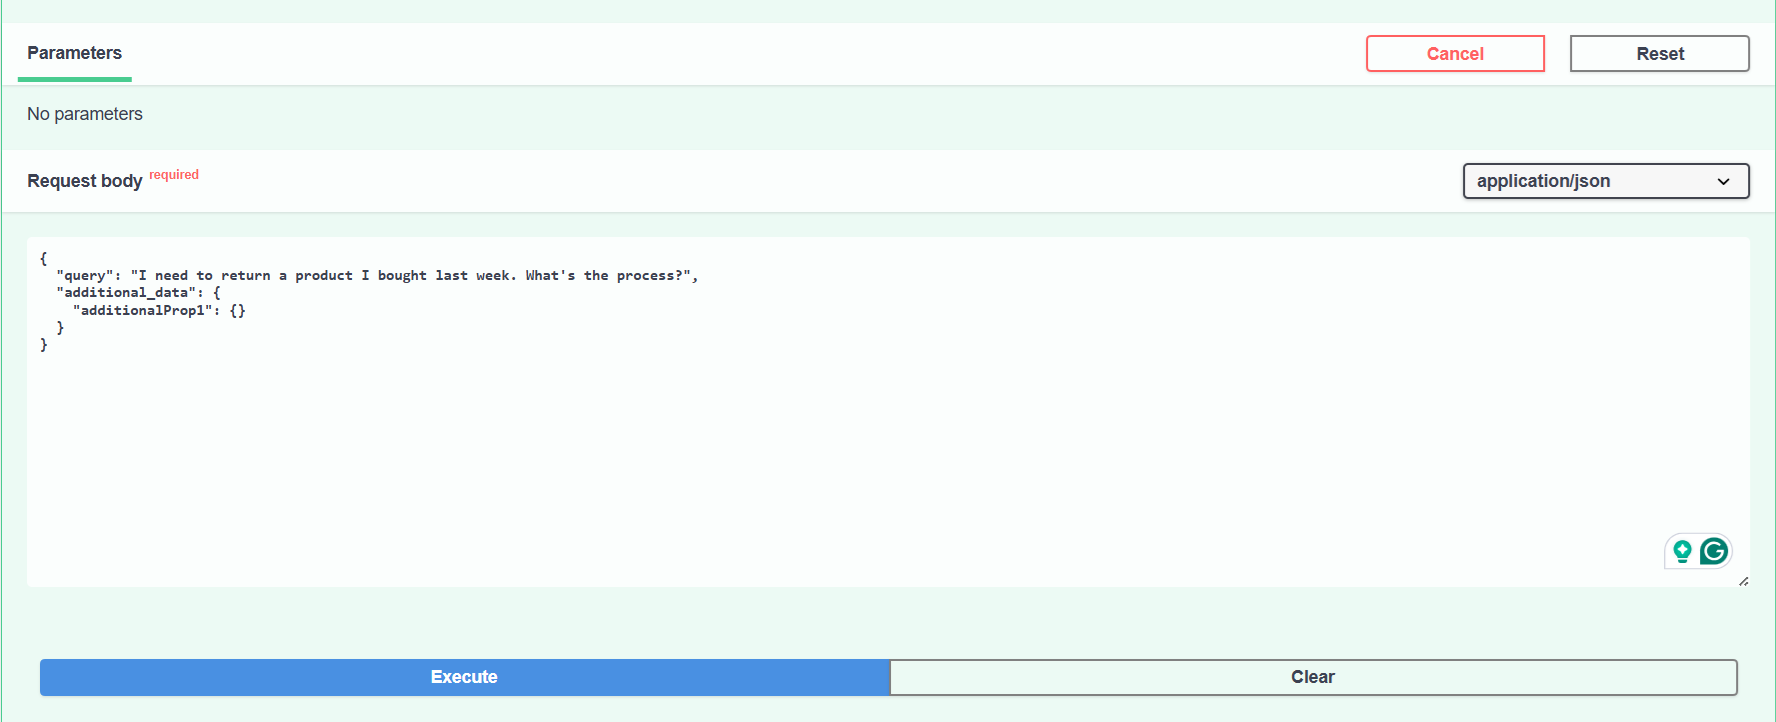 Parameters
Cancel
Reset
No parameters
Request body required
application/json
{
  "query": "I need to return a product I bought last week. What's the process?",
  "additional_data": {
    "additionalProp1": {}
  }
}
Execute
Clear